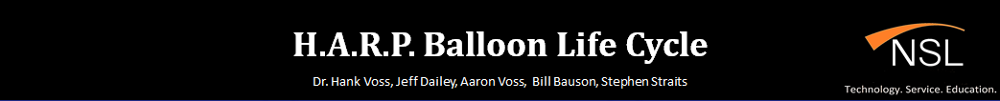 H.A.R.P. Balloon Life Cycle
Dr. Hank Voss, Jeff Dailey, Aaron Voss, Bill Bauson, Stephen Straits
NSL
Technology. Service. Education.